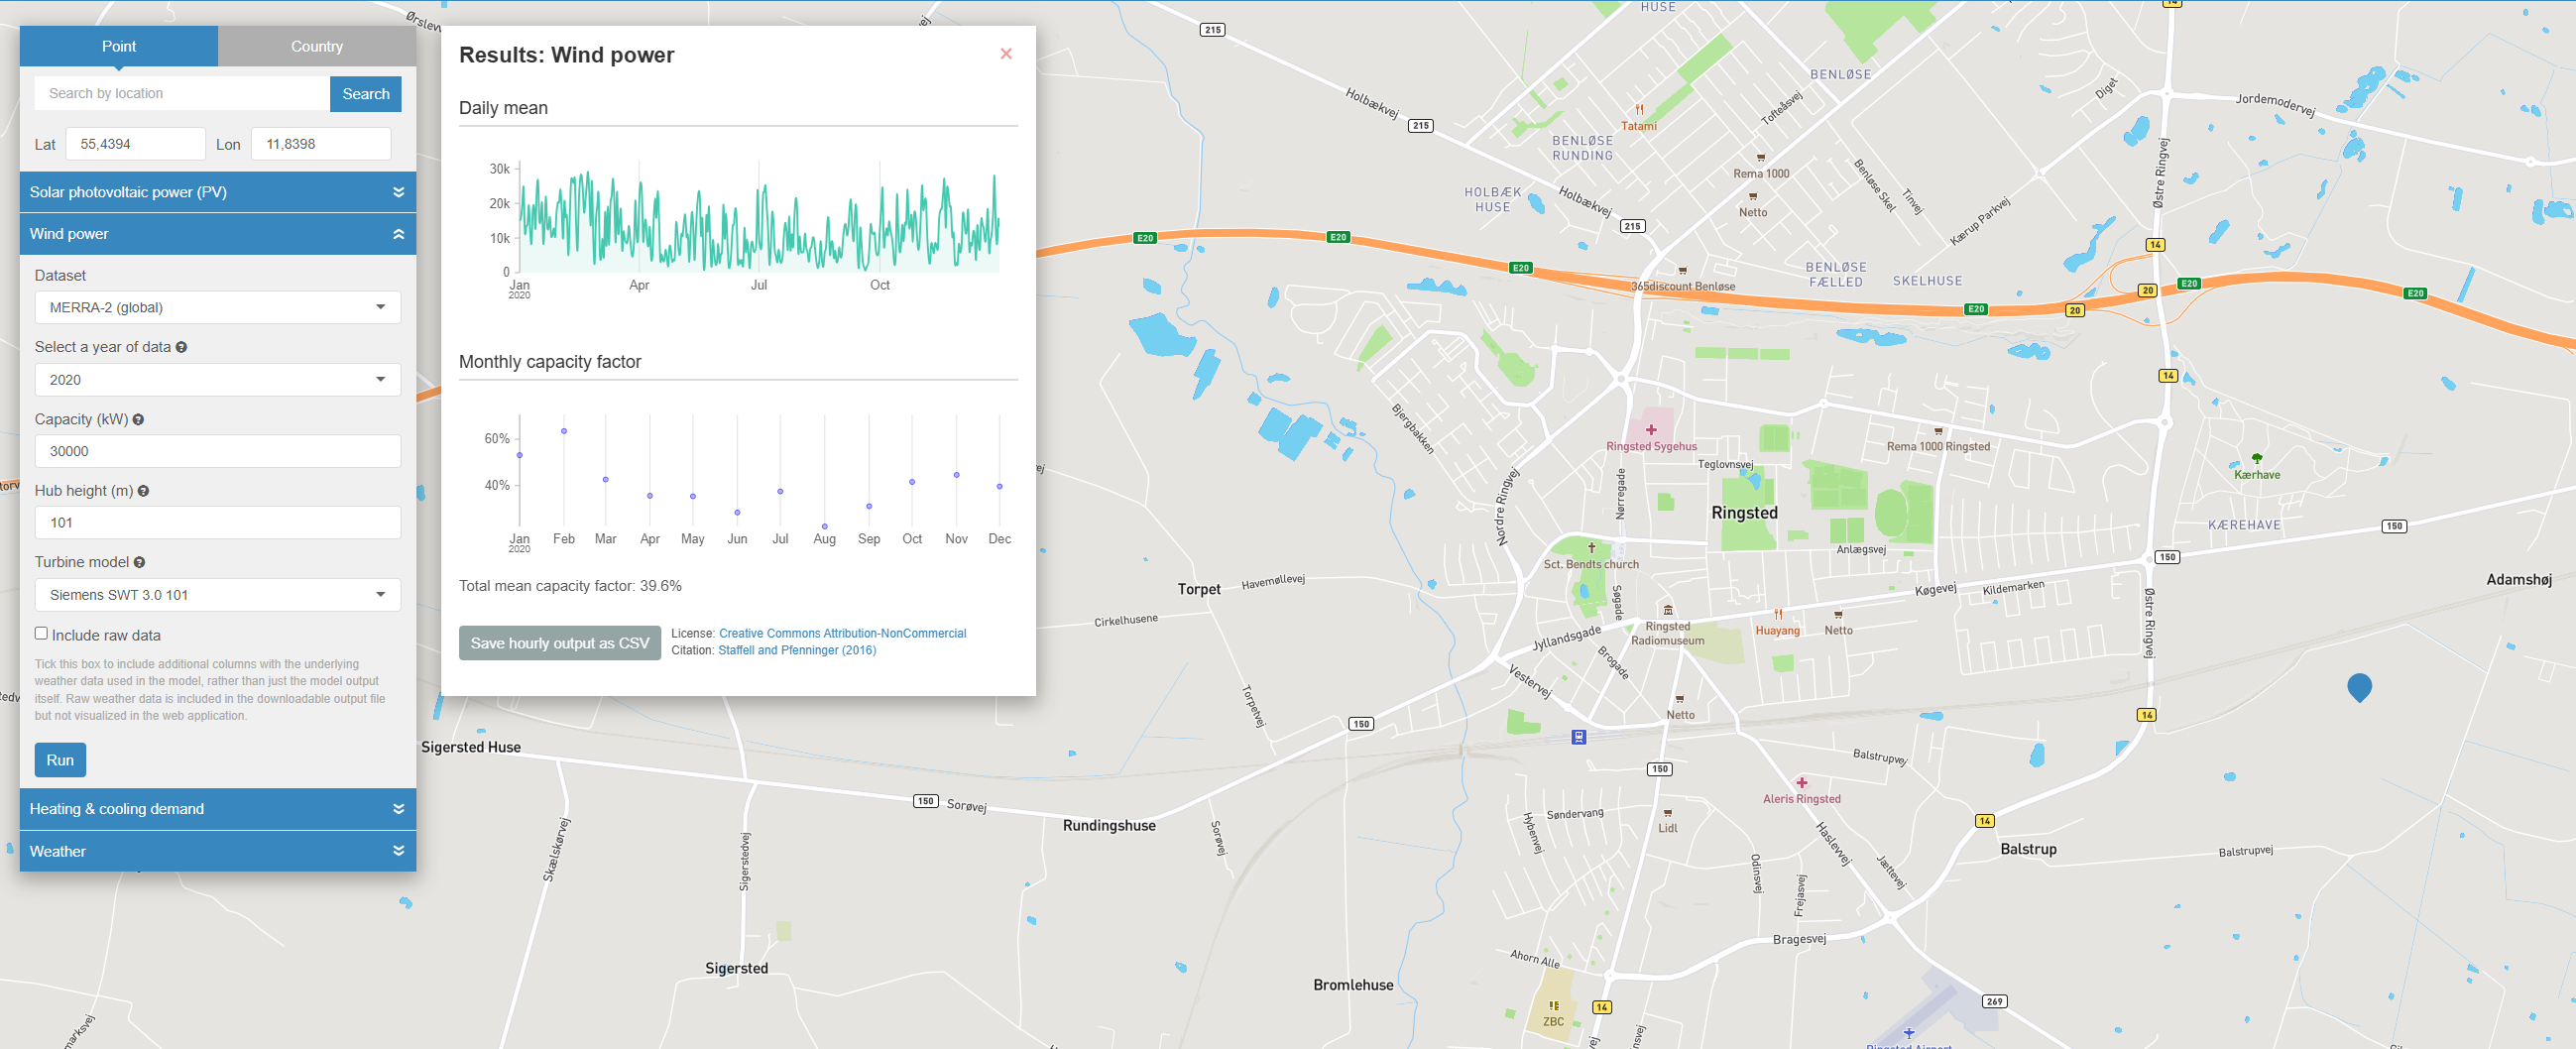 Point
Country
Search by location
Search
Lat
55,4394
Lon
11,8398
Solar photovoltaic power (PV)
Wind power
Dataset
MERRA-2 (global)
Select a year of data
2020
Capacity (kW)
30000
Hub height (m)
101
Turbine model
Siemens SWT 3.0 101
Include raw data
Tick this box to include additional columns with the underlying
weather data used in the model, rather than just the model output
itself. Raw weather data is included in the downloadable output file
but not visualized in the web application.
Run
Heating & cooling demand
Weather
Results: Wind power
×
Daily mean
30k
20k
10k
0
Jan
2020
Apr
Jul
Oct
Monthly capacity factor
60%
40%
Jan
2020
Feb
Mar
Apr
May
Jun
Jul
Aug
Sep
Oct
Nov
Dec
Total mean capacity factor: 39.6%
Save hourly output as CSV
License: Creative Commons Attribution-NonCommercial
Citation: Staffell and Pfenninger (2016)
215
HUSE
14
BENLØSE
Holbækvej
215
Tatami
Tofteåsvej
Diget
Jordemodervej
BENLØSE
RUNDING
Rema 1000
Netto
Benløse Skel
Tinvej
Østre Ringvej
HOLBÆK
HUSE
Holbækvej
215
Kærup Parkvej
14
E20
E20
E20
365discount Benløse
BENLØSE
FÆLLED
SKELHUSE
20
E20
E20
E20
20
14
Bjergbakken
Ringsted Sygehus
Rema 1000 Ringsted
Teglovnsvej
Kærhave
Nordre Ringvej
Nørregade
Ringsted
KÆREHAVE
150
Anlægsvej
150
Sct. Bendts church
Torpet
Havemøllevej
Adamshøj
Køgevej
Kildemarken
Søgade
Østre Ringvej
Cirkelhusene
Ringsted
Radiomuseum
Huayang
Netto
Jyllandsgade
Brogade
Vestervej
Torpetvej
Netto
150
14
Sigersted Huse
150
Balstrupvej
Aleris Ringsted
150
Sorøvej
Søndervang
Lidl
14
Rundingshuse
Sorøvej
Hybenvej
Haslevvej
Balstrup
Balstrupvej
Skælskørvej
Sigerstedvej
Odinsvej
Frejasvej
Jættevej
Bragesvej
Ahorn Alle
Sigersted
Bromlehuse
269
14
ZBC
Ringsted Airport